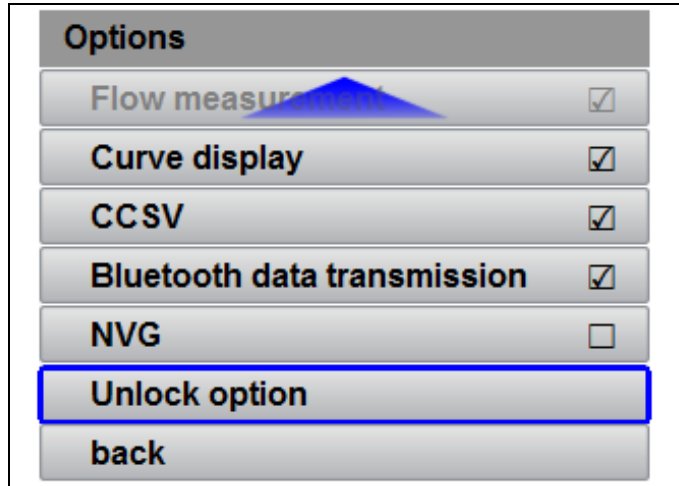 Options
Flow measurement
Curve display
CCSV
Bluetooth data transmission
NVG
Unlock option
back